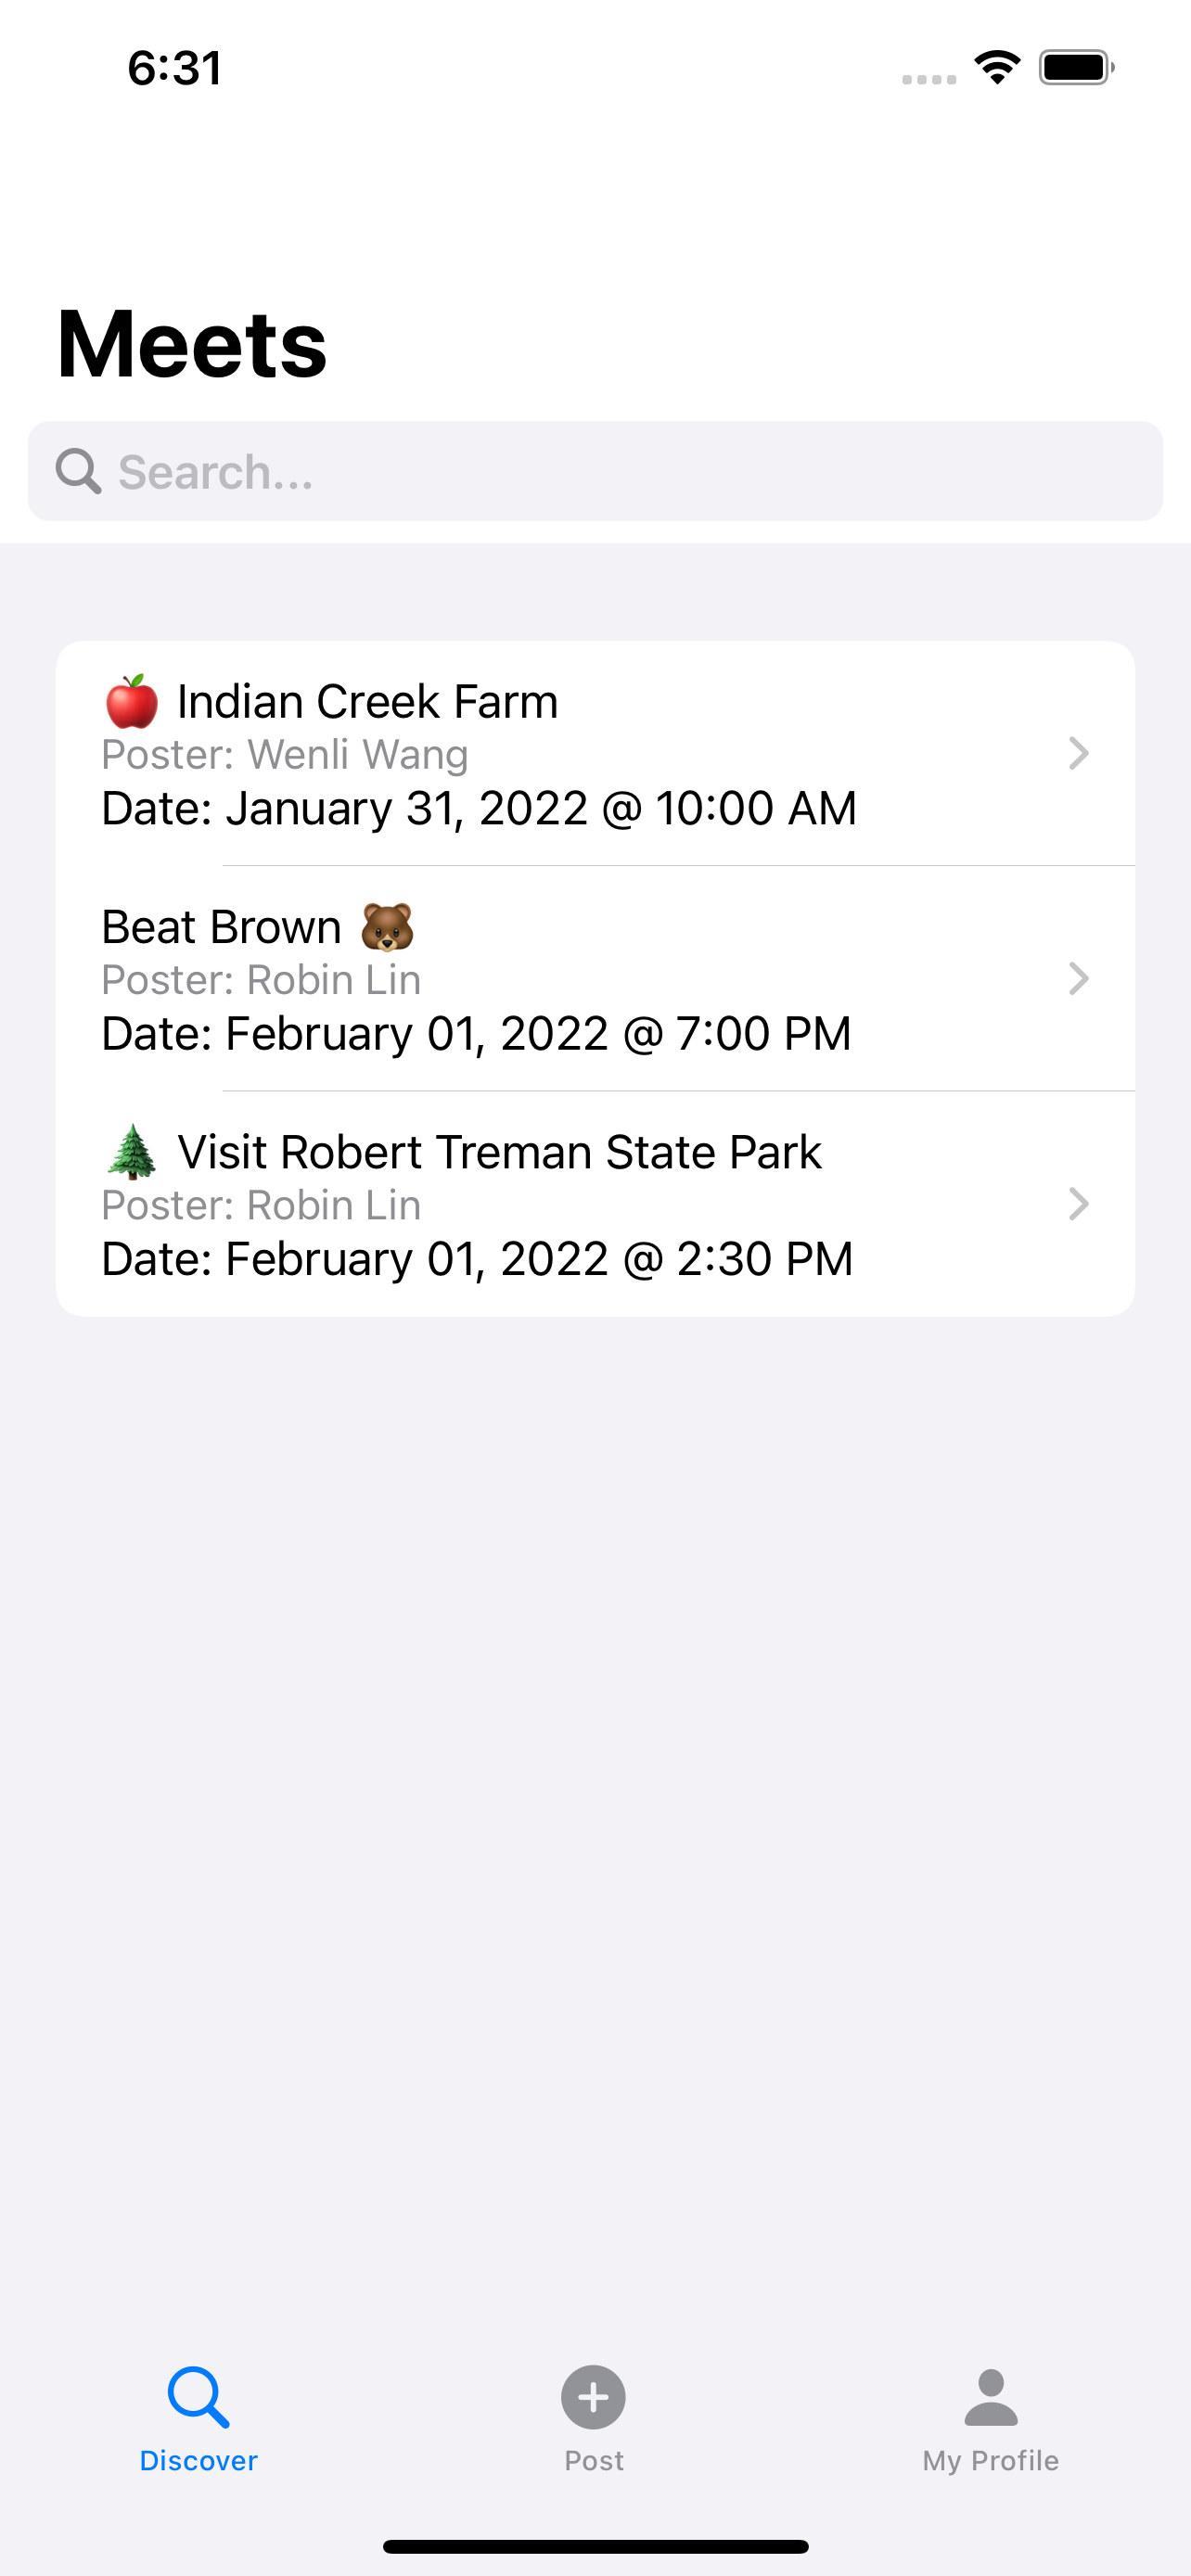 6:31
Meets
Search...
🍎 Indian Creek Farm
Poster: Wenli Wang
Date: January 31, 2022 @ 10:00 AM
Beat Brown 🐻
Poster: Robin Lin
Date: February 01, 2022 @ 7:00 PM
🌲 Visit Robert Treman State Park
Poster: Robin Lin
Date: February 01, 2022 @ 2:30 PM
Discover
Post
My Profile